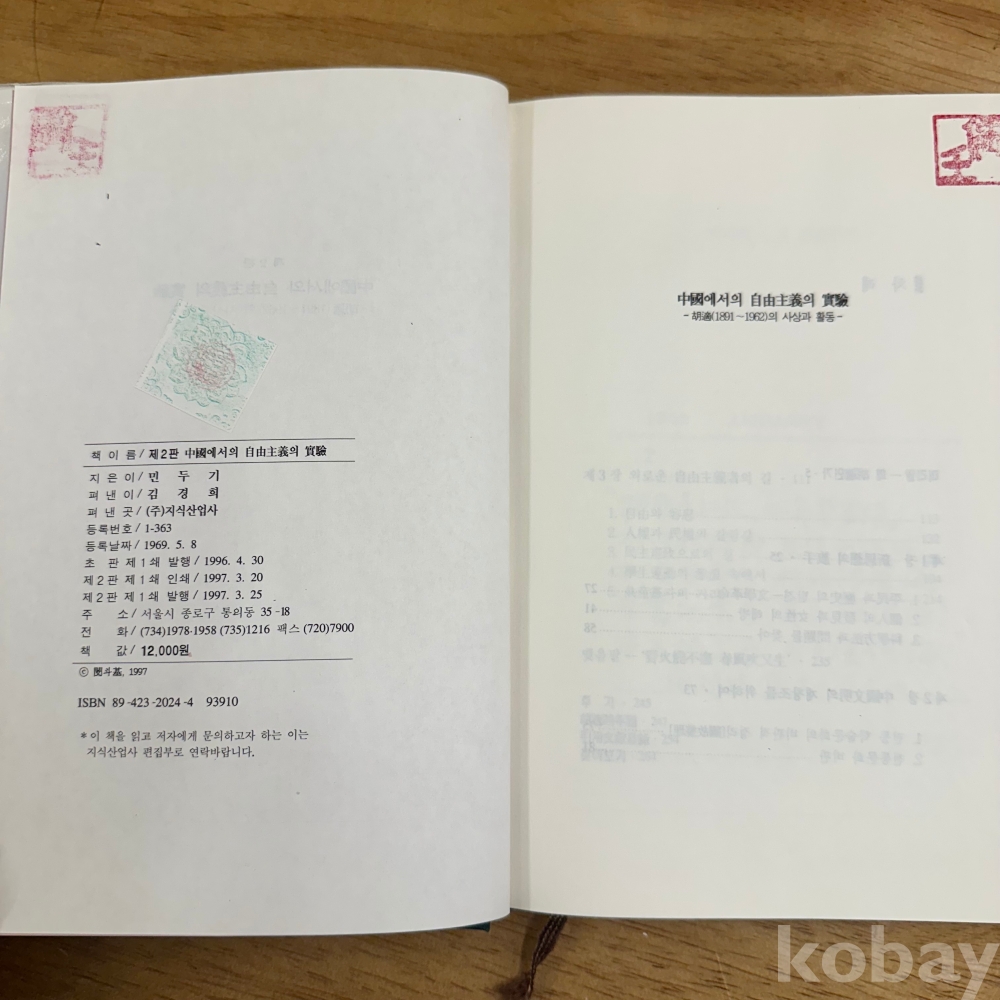 책 이 름 / 제2판 中國에서의 自由主義의 實驗
지 은 이 / 민 두 기
펴 낸 이 / 김 경 희
펴 낸 곳 / (주)지식산업사
등록번호 / 1-363
등록날짜 / 1969. 5. 8
초 판 제1쇄 발행 / 1996. 4. 30
제2판 제1쇄 인쇄 / 1997. 3. 20
제2판 제1쇄 발행 / 1997. 3. 25
주 소 / 서울시 종로구 통의동 35-18
전 화 / (734)1978·1958 (735)1216 팩스 (720)7900
책 값 / 12,000원
ⓒ 閔斗基, 1997
ISBN 89-423-2024-4 93910
* 이 책을 읽고 저자에게 문의하고자 하는 이는
지식산업사 편집부로 연락바랍니다.
中國에서의 自由主義의 實驗
- 胡適(1891~1962)의 사상과 활동 -
kobay